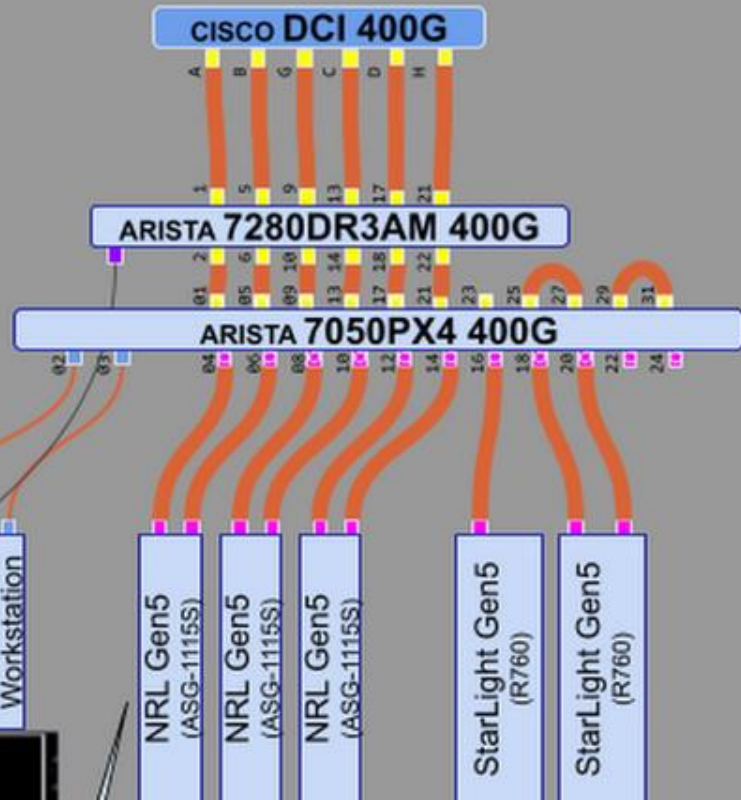 CISCO DCI 400G
A B G C D H
1 5 9 13 17 21
ARISTA 7280DR3AM 400G
2 6 10 14 18 22
01 05 09 13 17 21 23 25 27 29 31
ARISTA 7050PX4 400G
02 03 04 06 08 10 12 14 16 18 20 22 24
Workstation
NRL Gen5
(ASG-1115S)
NRL Gen5
(ASG-1115S)
NRL Gen5
(ASG-1115S)
StarLight Gen5
(R760)
StarLight Gen5
(R760)